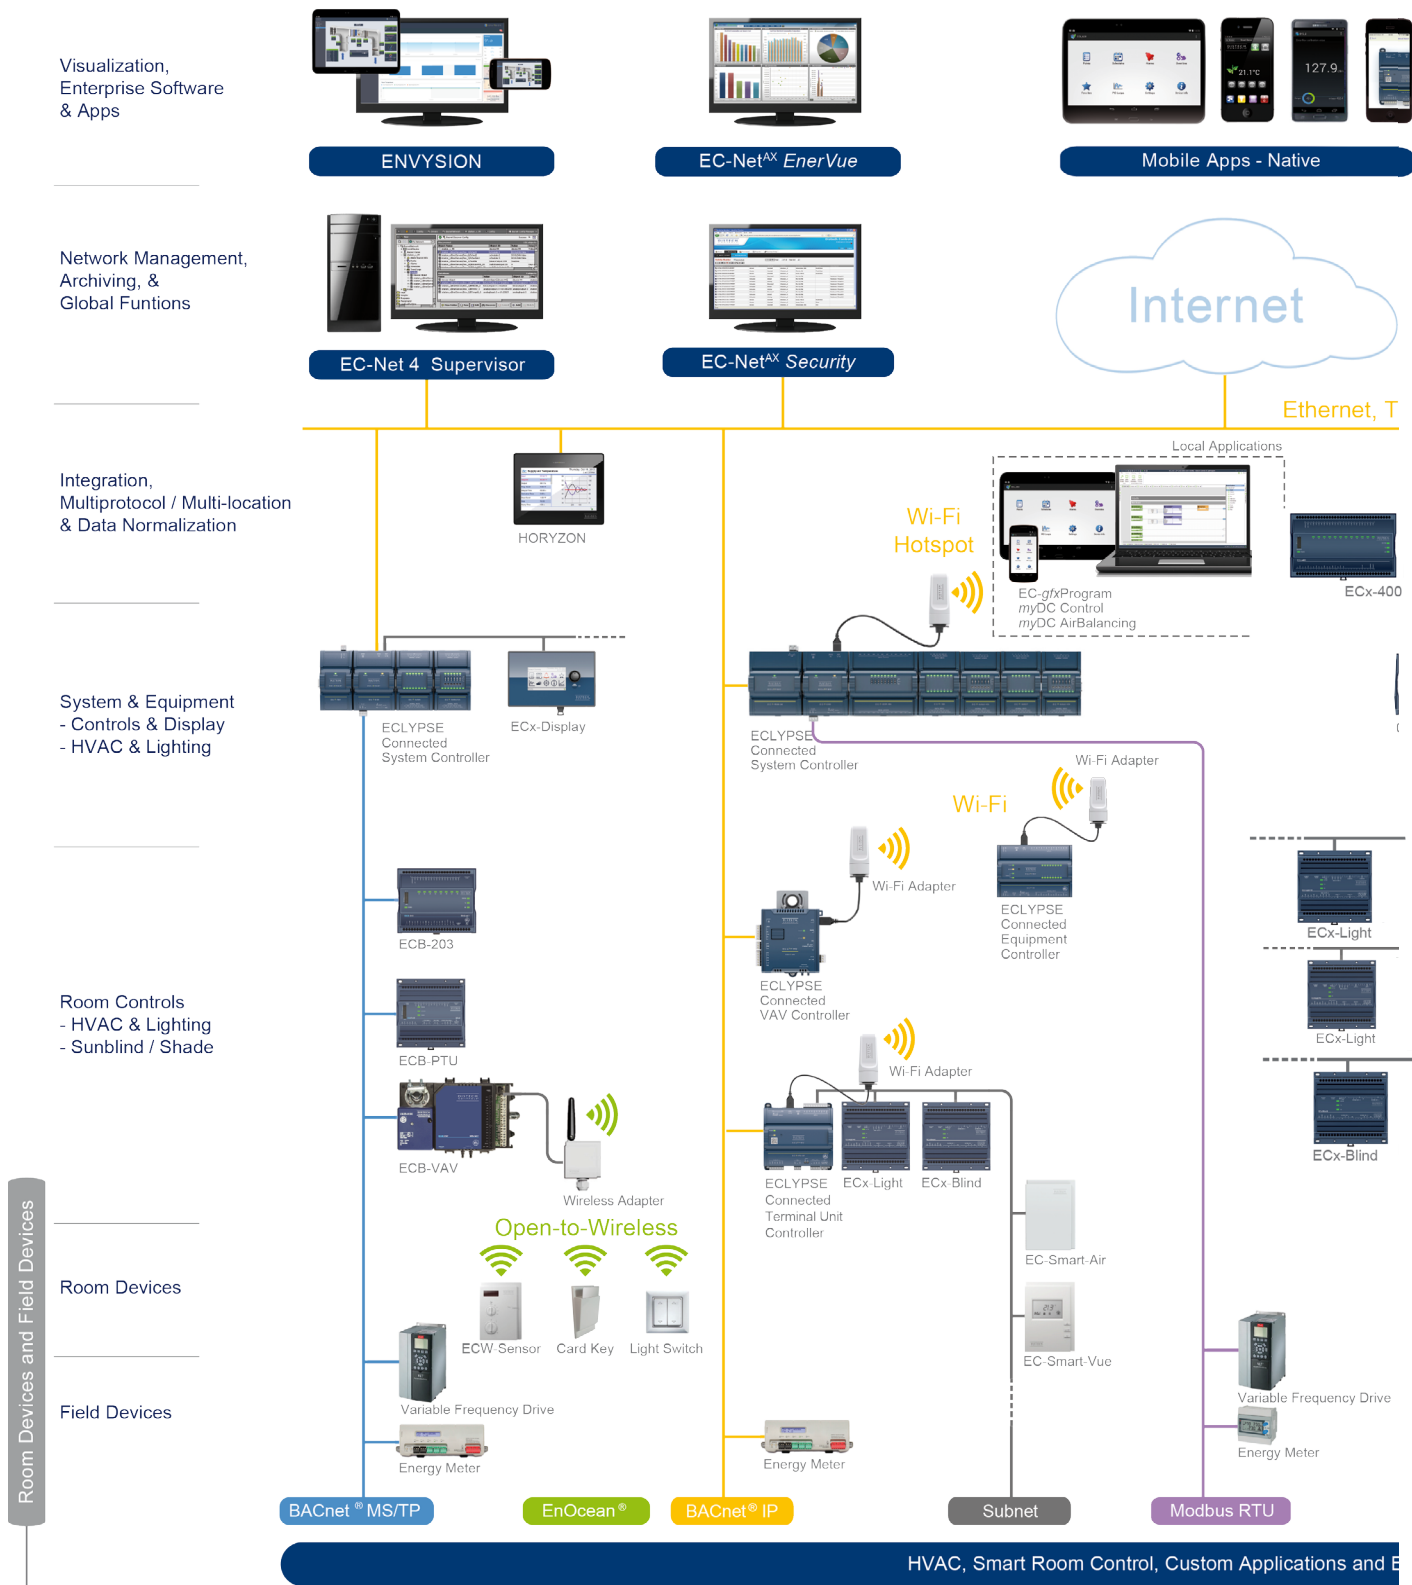 Visualization,
Enterprise Software
& Apps
ENVYSION
EC-Net^AX EnerVue
21.1°C
127.9
Mobile Apps - Native
Network Management,
Archiving, &
Global Funtions
EC-Net 4 Supervisor
EC-Net^AX Security
Internet
Ethernet, T
Integration,
Multiprotocol / Multi-location
& Data Normalization
HORYZON
Wi-Fi
Hotspot
Local Applications
EC-gfxProgram
myDC Control
myDC AirBalancing
ECx-400
System & Equipment
- Controls & Display
- HVAC & Lighting
ECLYPSE
Connected
System Controller
ECx-Display
ECLYPSE
Connected
System Controller
Wi-Fi Adapter
Wi-Fi
Wi-Fi Adapter
ECLYPSE
Connected
Equipment
Controller
ECx-Light
Room Controls
- HVAC & Lighting
- Sunblind / Shade
ECB-203
ECLYPSE
Connected
VAV Controller
ECx-Light
ECB-PTU
Wi-Fi Adapter
ECB-VAV
Wireless Adapter
ECLYPSE
Connected
Terminal Unit
Controller
ECx-Light
ECx-Blind
ECx-Blind
Room Devices and Field Devices
Open-to-Wireless
EC-Smart-Air
Room Devices
ECW-Sensor
Card Key
Light Switch
EC-Smart-Vue
Field Devices
Variable Frequency Drive
Variable Frequency Drive
Energy Meter
Energy Meter
Energy Meter
BACnet® MS/TP
EnOcean®
BACnet® IP
Subnet
Modbus RTU
HVAC, Smart Room Control, Custom Applications and E